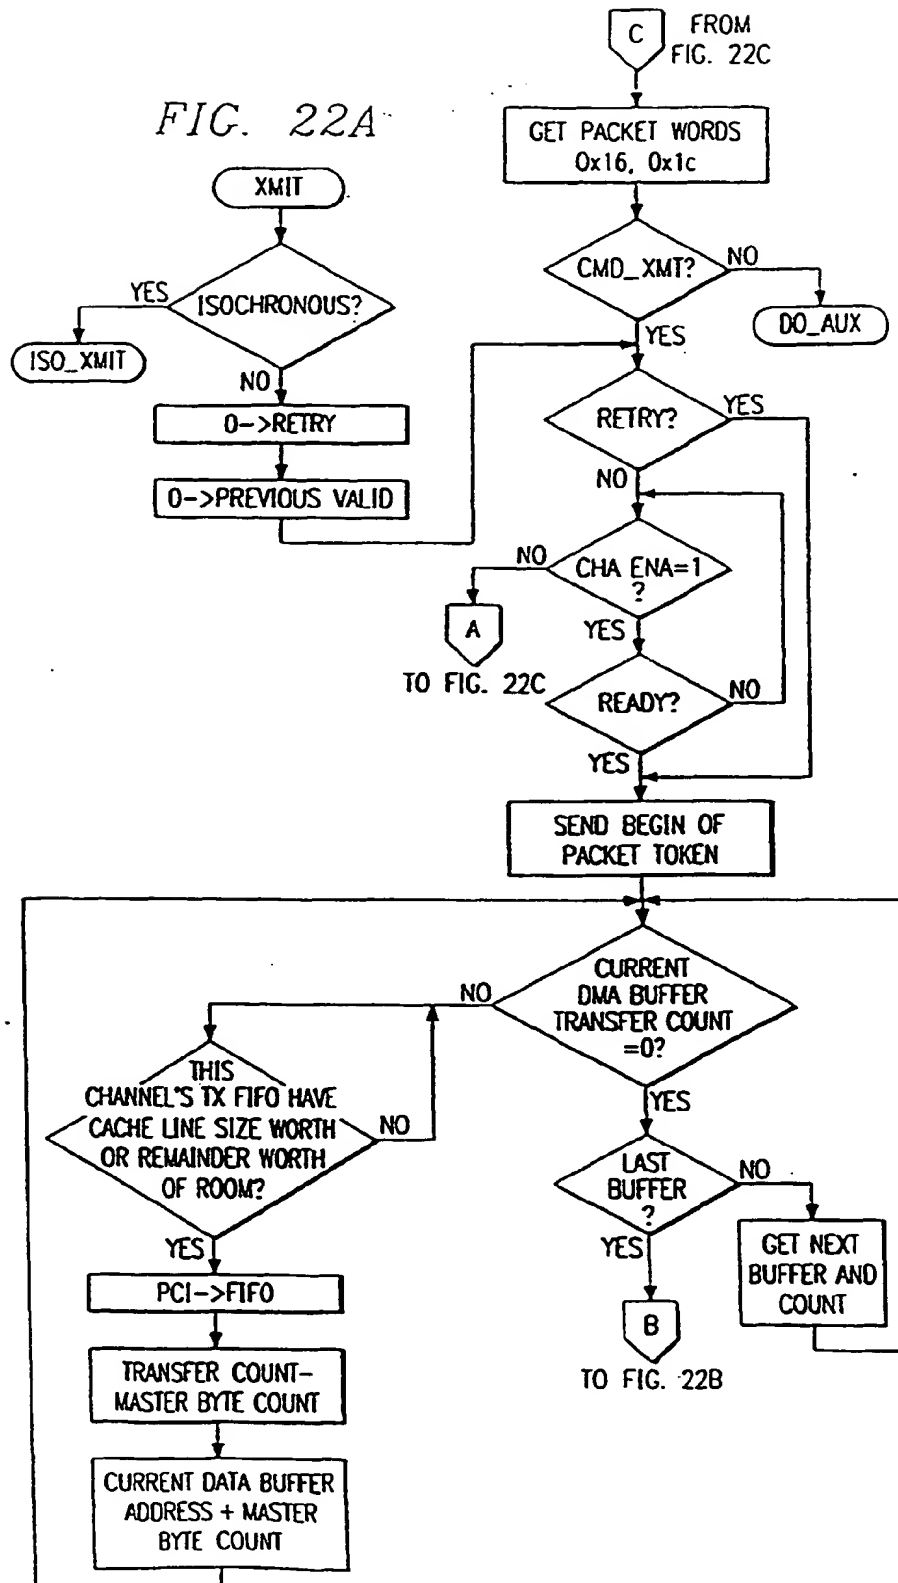 FIG. 22A
C
FROM
FIG. 22C
GET PACKET WORDS
0x16, 0x1c
XMIT
CMD_XMT?
NO
DO_AUX
YES
ISOCHRONOUS?
YES
ISO_XMIT
NO
0->RETRY
0->PREVIOUS VALID
RETRY?
YES
NO
CHA ENA=1
?
NO
A
TO FIG. 22C
YES
READY?
NO
YES
SEND BEGIN OF
PACKET TOKEN
CURRENT
DMA BUFFER
TRANSFER COUNT
=0?
NO
YES
THIS
CHANNEL'S TX FIFO HAVE
CACHE LINE SIZE WORTH
OR REMAINDER WORTH
OF ROOM?
NO
YES
PCI->FIFO
TRANSFER COUNT-
MASTER BYTE COUNT
CURRENT DATA BUFFER
ADDRESS + MASTER
BYTE COUNT
LAST
BUFFER
?
NO
YES
GET NEXT
BUFFER AND
COUNT
B
TO FIG. 22B